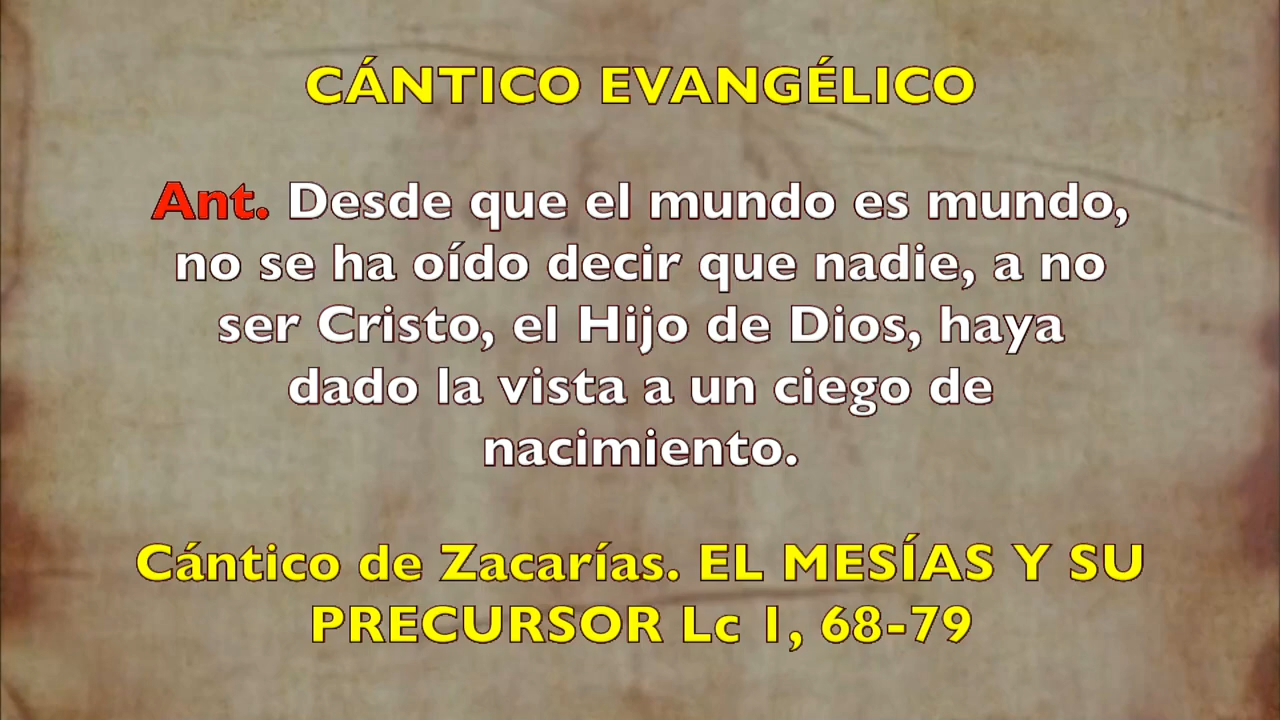 CÁNTICO EVANGÉLICO
Ant. Desde que el mundo es mundo,
no se ha oído decir que nadie, a no
ser Cristo, el Hijo de Dios, haya
dado la vista a un ciego de
nacimiento.
Cántico de Zacarías. EL MESÍAS Y SU
PRECURSOR Lc 1, 68-79